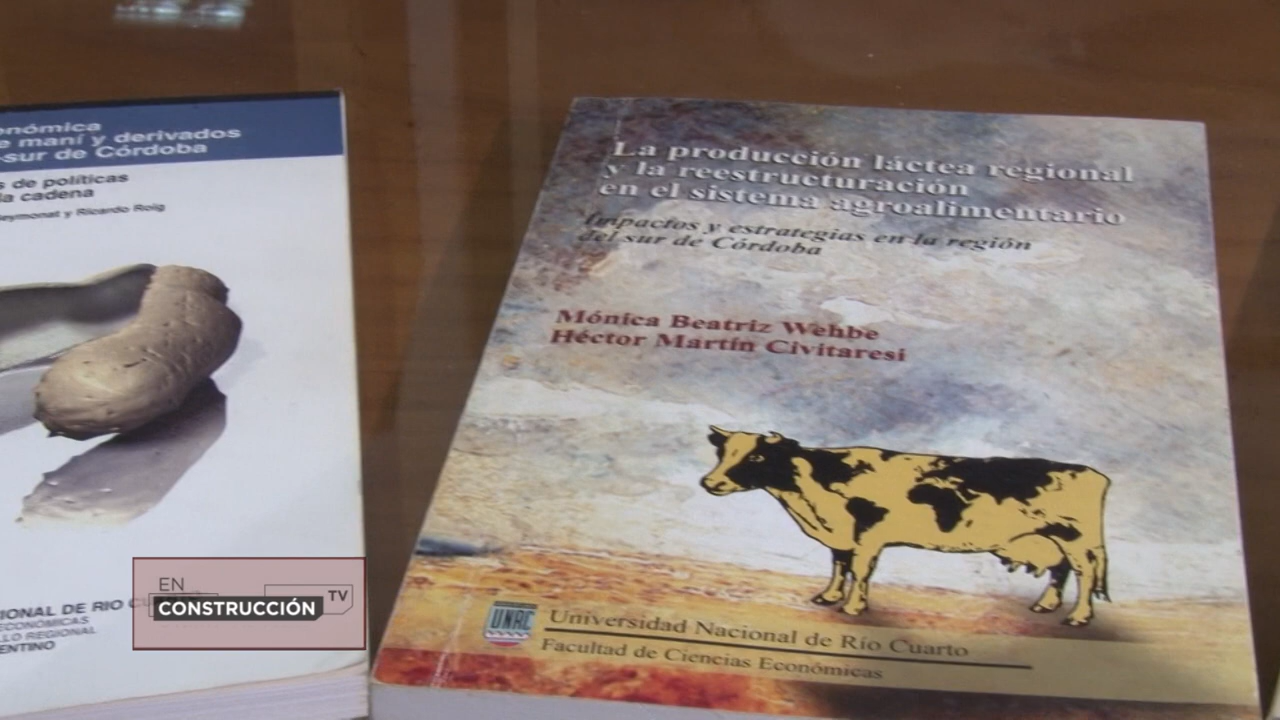 onómica
e maní y derivados
-sur de Córdoba
s de políticas
la cadena
eymonat y Ricardo Roig
IONAL DE RIO CU
ECONÓMICAS
LLO REGIONAL
ENTINO
EN
CONSTRUCCIÓN
TV
La producción láctea regional
y la reestructuración
en el sistema agroalimentario
Impactos y estrategias en la región
del sur de Córdoba
Mónica Beatriz Wehbe
Héctor Martín Civitaresi
UNRC
Universidad Nacional de Río Cuarto
Facultad de Ciencias Económicas